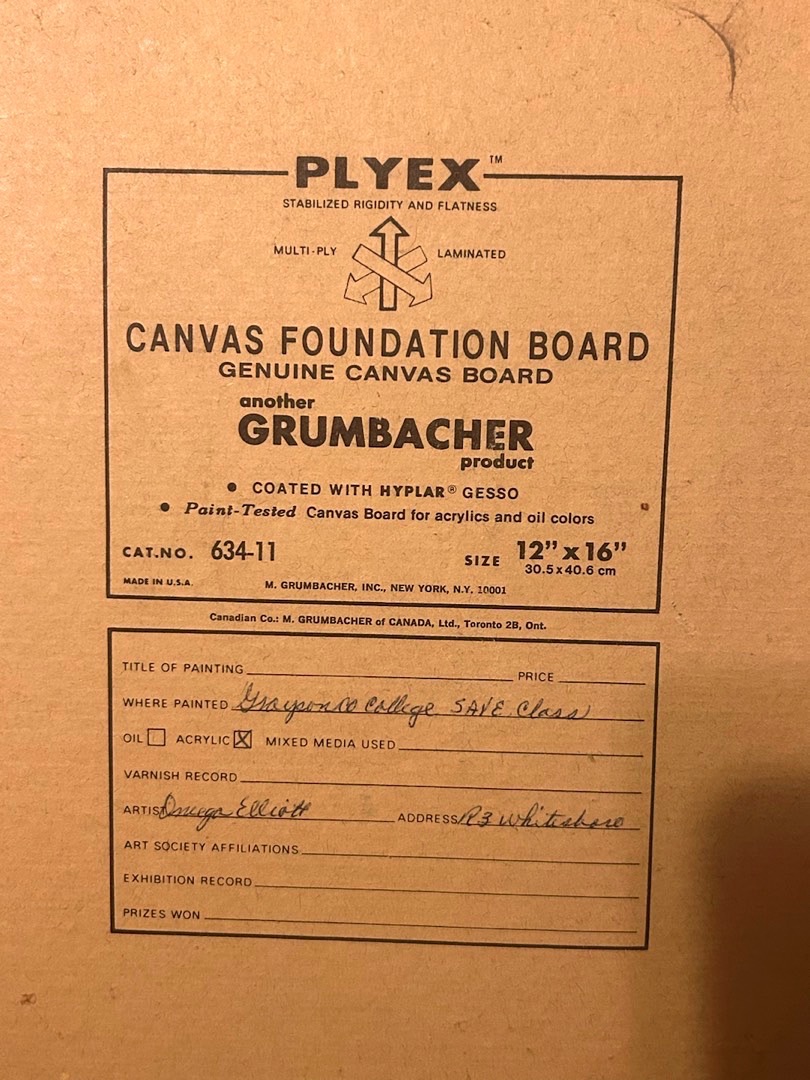 PLYEX™
STABILIZED RIGIDITY AND FLATNESS
MULTI-PLY LAMINATED
CANVAS FOUNDATION BOARD
GENUINE CANVAS BOARD
another
GRUMBACHER
product
• COATED WITH HYPLAR® GESSO
• Paint-Tested Canvas Board for acrylics and oil colors
CAT.NO. 634-11 SIZE 12” x 16”
30.5 x 40.6 cm
MADE IN U.S.A. M. GRUMBACHER, INC., NEW YORK, N.Y. 10001
Canadian Co.: M. GRUMBACHER of CANADA, Ltd., Toronto 2B, Ont.
TITLE OF PAINTING PRICE
WHERE PAINTED Grayson Co College SAVE Class
OIL ACRYLIC X MIXED MEDIA USED
VARNISH RECORD
ARTIST Omega Elliott ADDRESS R3 Whitesboro
ART SOCIETY AFFILIATIONS
EXHIBITION RECORD
PRIZES WON